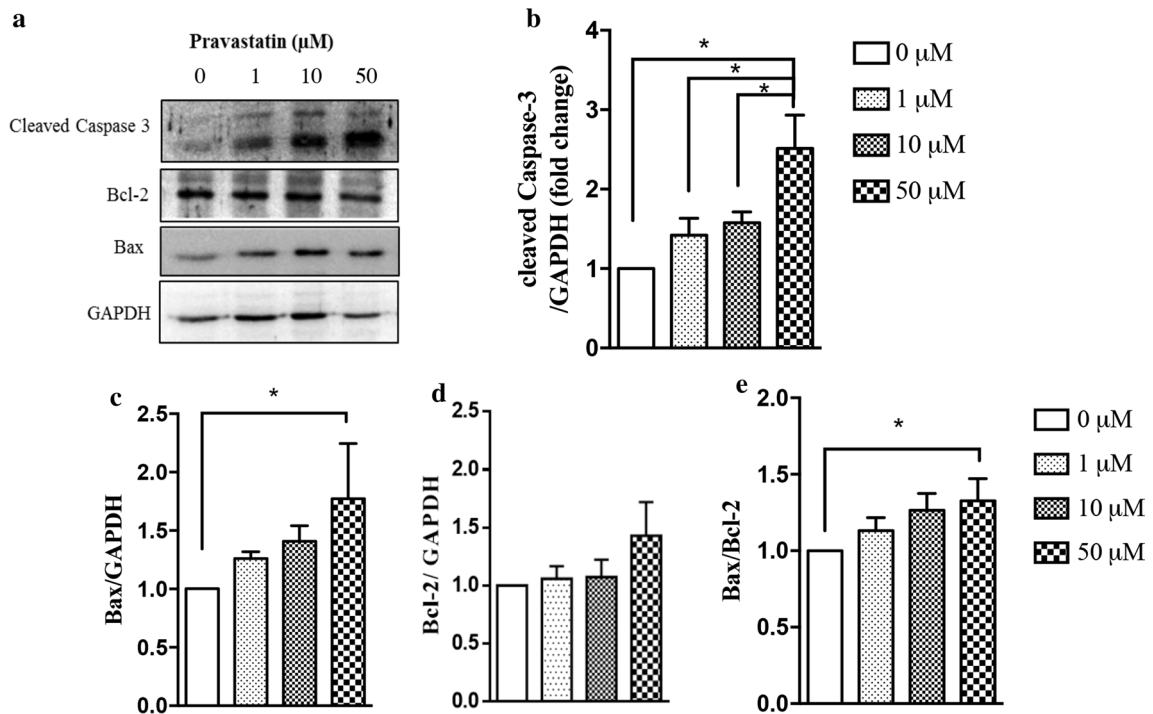 a
Pravastatin (μM)
0 1 10 50
Cleaved Caspase 3
Bcl-2
Bax
GAPDH
b
cleaved Caspase-3
/GAPDH (fold change)
4
3
2
1
0
*
*
*
0 μM
1 μM
10 μM
50 μM
c
Bax/GAPDH
2.5
2.0
1.5
1.0
0.5
0.0
*
d
Bcl-2/ GAPDH
2.5
2.0
1.5
1.0
0.5
0.0
e
Bax/Bcl-2
2.0
1.5
1.0
0.5
0.0
*
0 μM
1 μM
10 μM
50 μM